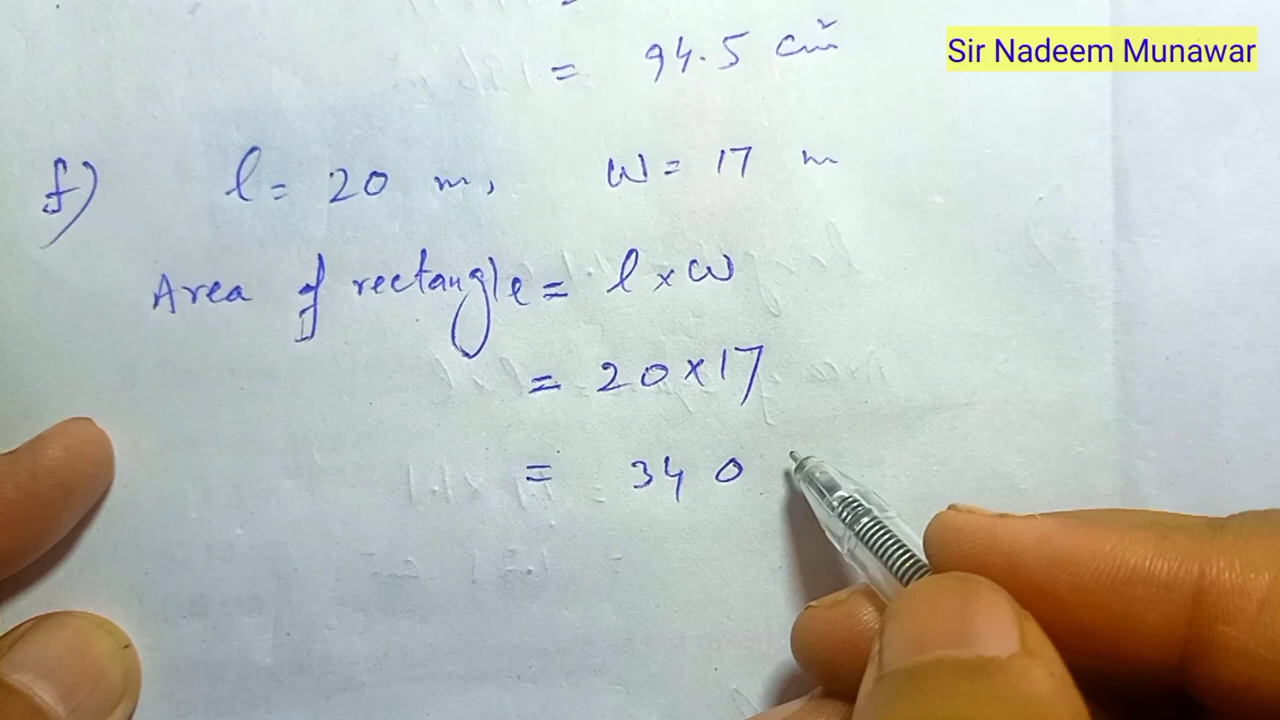 = 94.5 cm²
Sir Nadeem Munawar
f) l = 20 m, W = 17 m
Area of rectangle = l × w
= 20 × 17
= 340